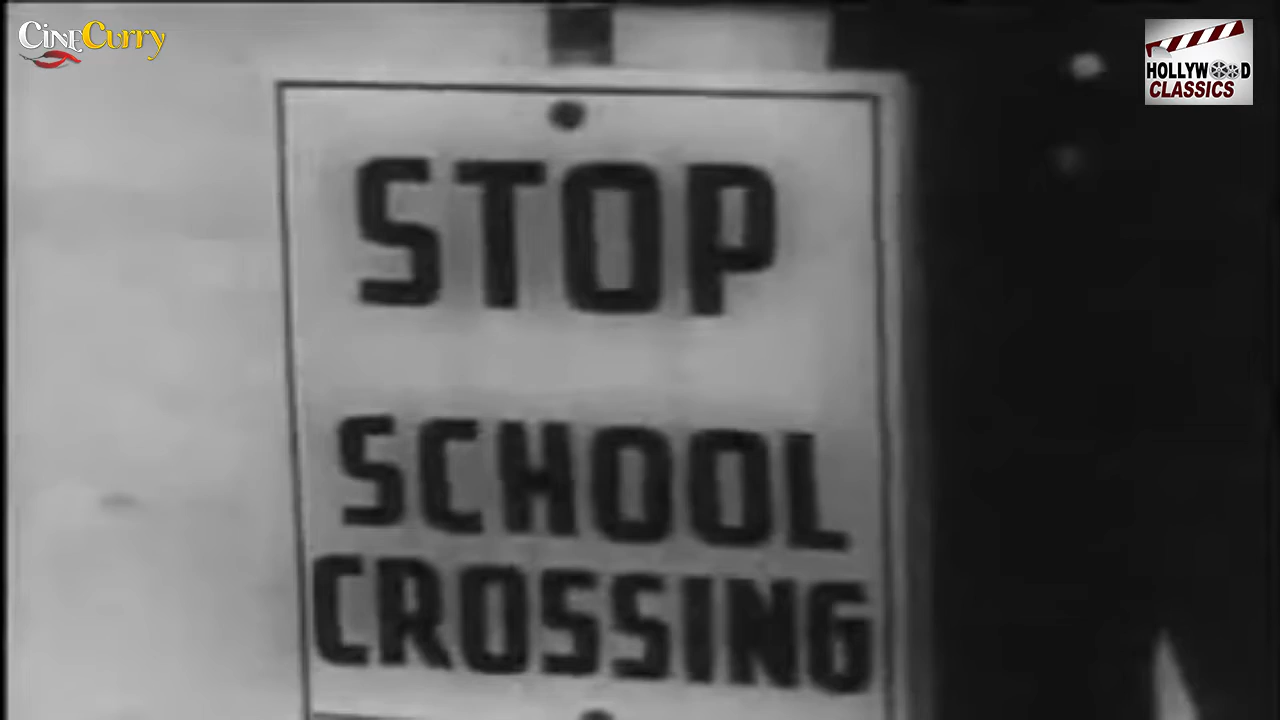 CINECURRY
HOLLYWOOD
CLASSICS
STOP
SCHOOL
CROSSING